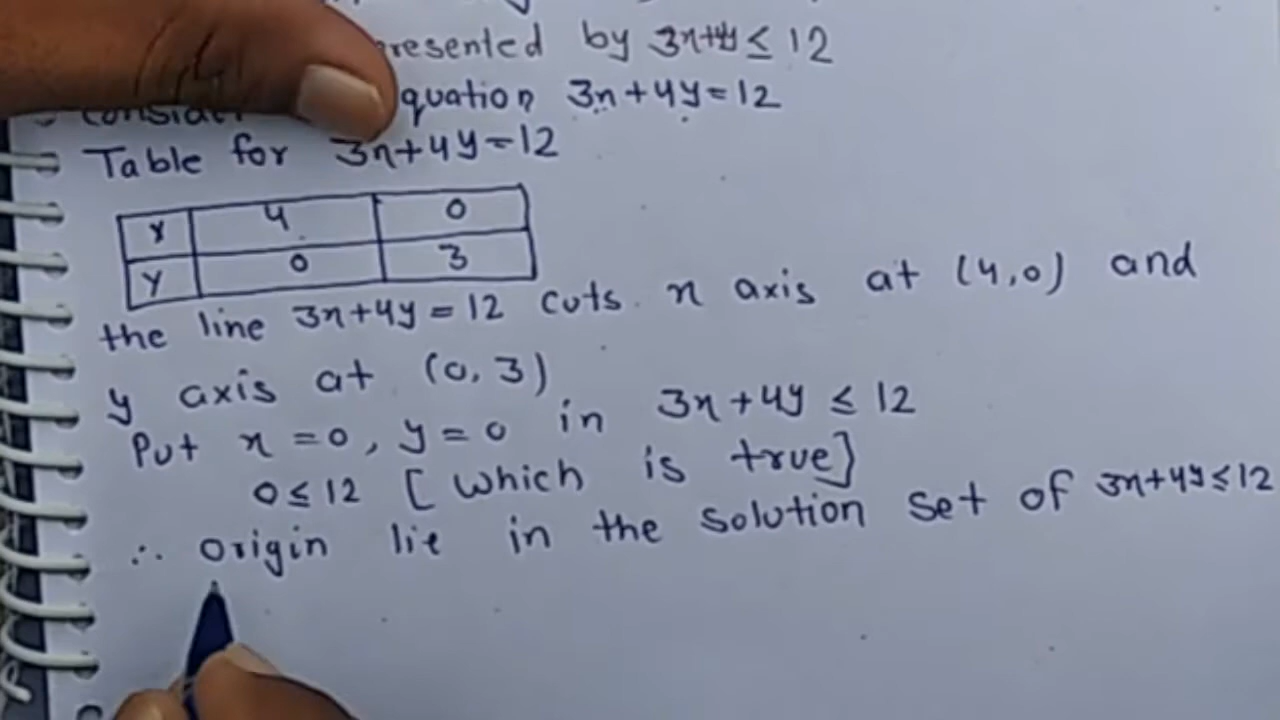 presented by 3x+4y ≤ 12
equation 3x+4y=12
Table for 3x+4y=12
x 4 0
y 0 3
the line 3x+4y = 12 cuts x axis at (4,0) and
y axis at (0,3)
Put x = 0, y = 0 in 3x+4y ≤ 12
0 ≤ 12 [which is true]
∴ origin lie in the solution set of 3x+4y ≤ 12